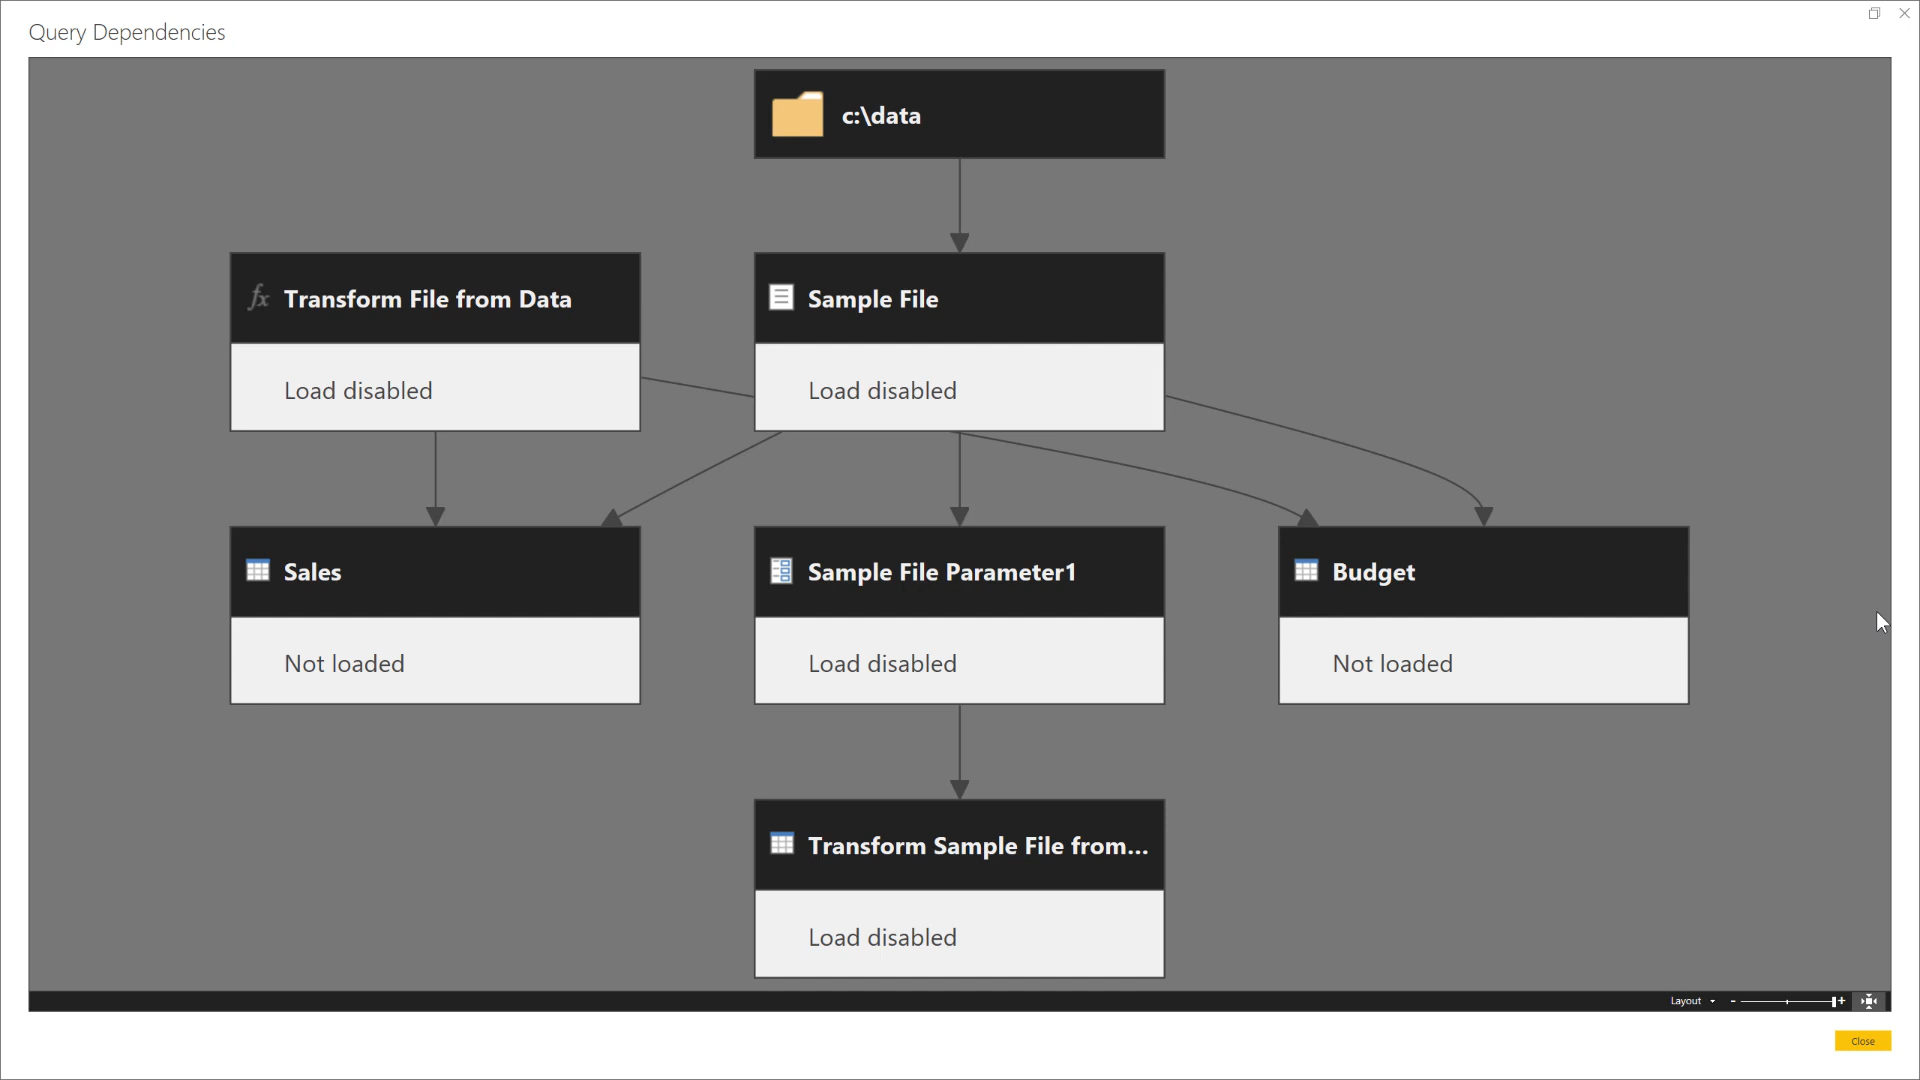 Query Dependencies
c:\data
fx Transform File from Data
Load disabled
Sample File
Load disabled
Sales
Not loaded
Sample File Parameter1
Load disabled
Budget
Not loaded
Transform Sample File from...
Load disabled
Layout
Close